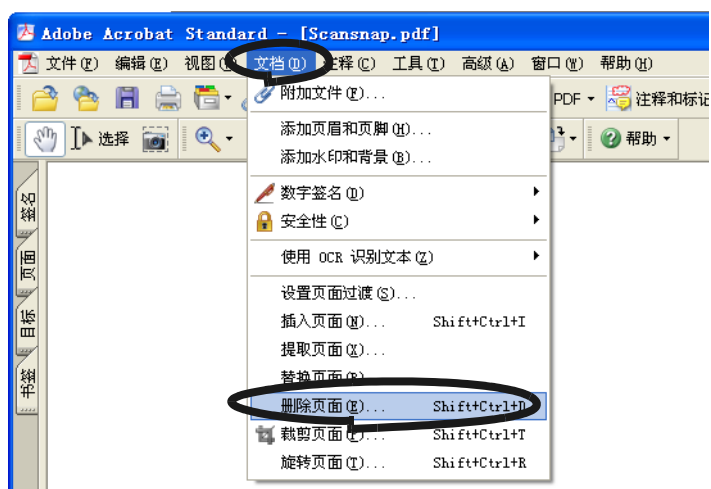 Adobe Acrobat Standard - [Scansnap.pdf]
文件(F) 编辑(E) 视图( 文档(D) 注释(C) 工具(T) 高级(A) 窗口(W) 帮助(H)
PDF 注释和标记
选择 帮助
签名
页面
目标
书签
附加文件(F)...
添加页眉和页脚(H)...
添加水印和背景(B)...
数字签名(D)
安全性(C)
使用 OCR 识别文本(Z)
设置页面过渡(S)...
插入页面(N)... Shift+Ctrl+I
提取页面(X)...
替换页面(R)...
删除页面(E)... Shift+Ctrl+D
裁剪页面 ... Shift+Ctrl+T
旋转页面(T)... Shift+Ctrl+R